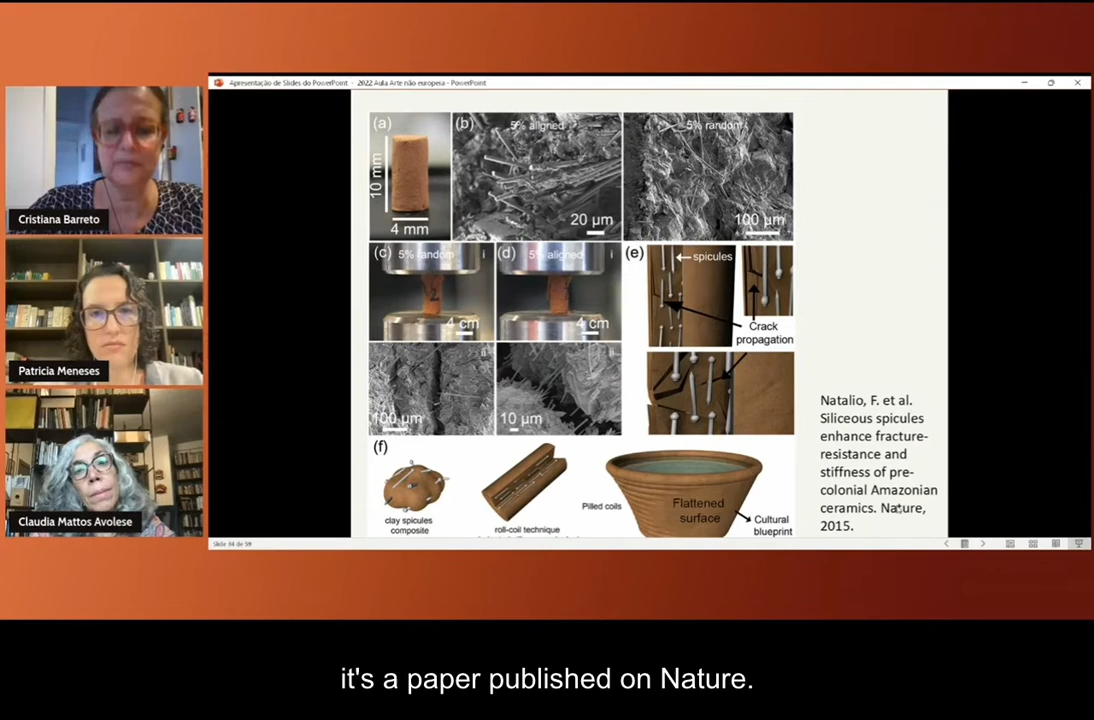 Apresentação de Slides do PowerPoint - 2022 Aula Arte não europeia - PowerPoint
Cristiana Barreto
Patricia Meneses
Claudia Mattos Avolese
(a)
10 mm
4 mm
(b)
5% aligned
20 µm
5% random
100 µm
(c)
5% random
i
4 cm
(d)
5% aligned
i
4 cm
ii
100 µm
ii
10 µm
(e)
spicules
Crack
propagation
(f)
clay spicules
composite
roll-coil technique
Pilled coils
Flattened
surface
Cultural
blueprint
Natalio, F. et al.
Siliceous spicules
enhance fracture-
resistance and
stiffness of pre-
colonial Amazonian
ceramics. Nature,
2015.
Slide 34 de 59
it's a paper published on Nature.